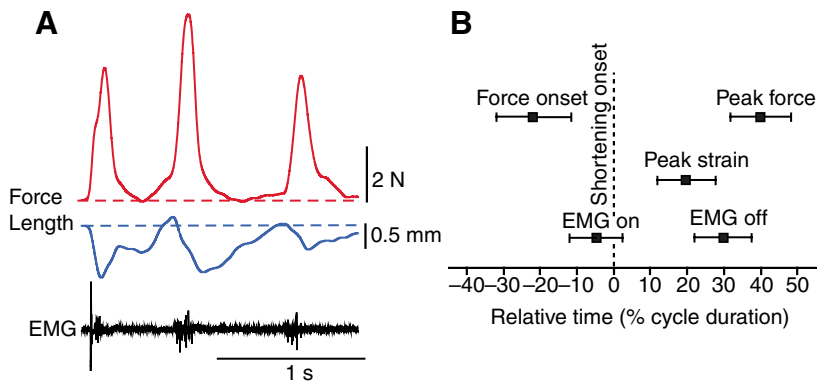 A
Force
Length
EMG
2 N
0.5 mm
1 s
B
Shortening onset
Force onset
Peak force
Peak strain
EMG on
EMG off
–40 –30 –20 –10 0 10 20 30 40 50
Relative time (% cycle duration)